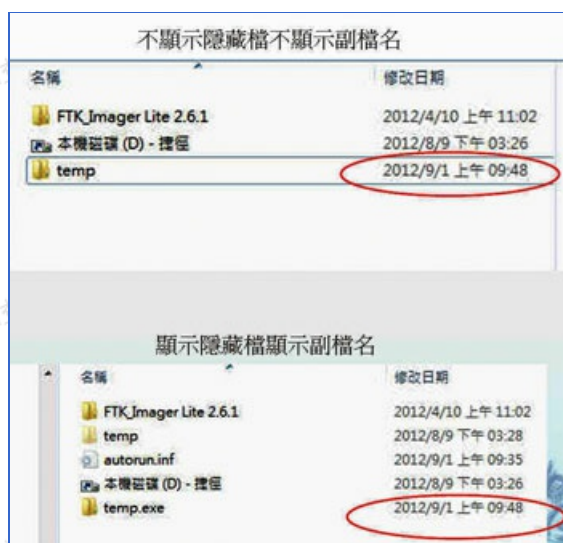 不顯示隱藏檔不顯示副檔名
名稱 修改日期
FTK_Imager Lite 2.6.1 2012/4/10 上午 11:02
本機磁碟 (D) - 捷徑 2012/8/9 下午 03:26
temp 2012/9/1 上午 09:48
顯示隱藏檔顯示副檔名
名稱 修改日期
FTK_Imager Lite 2.6.1 2012/4/10 上午 11:02
temp 2012/8/9 下午 03:28
autorun.inf 2012/9/1 上午 09:35
本機磁碟 (D) - 捷徑 2012/8/9 下午 03:26
temp.exe 2012/9/1 上午 09:48